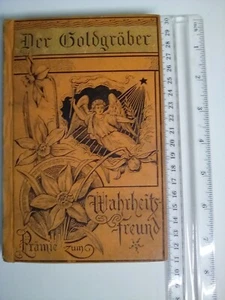 Der Goldgräber
Wahrheits-
freund
Prämie zum